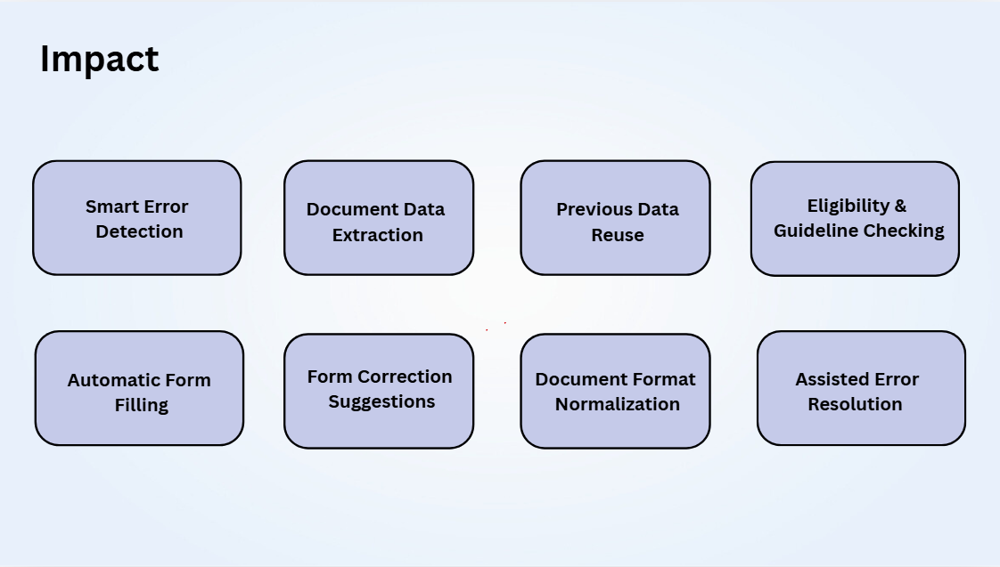 Impact
Smart Error
Detection
Document Data
Extraction
Previous Data
Reuse
Eligibility &
Guideline Checking
Automatic Form
Filling
Form Correction
Suggestions
Document Format
Normalization
Assisted Error
Resolution